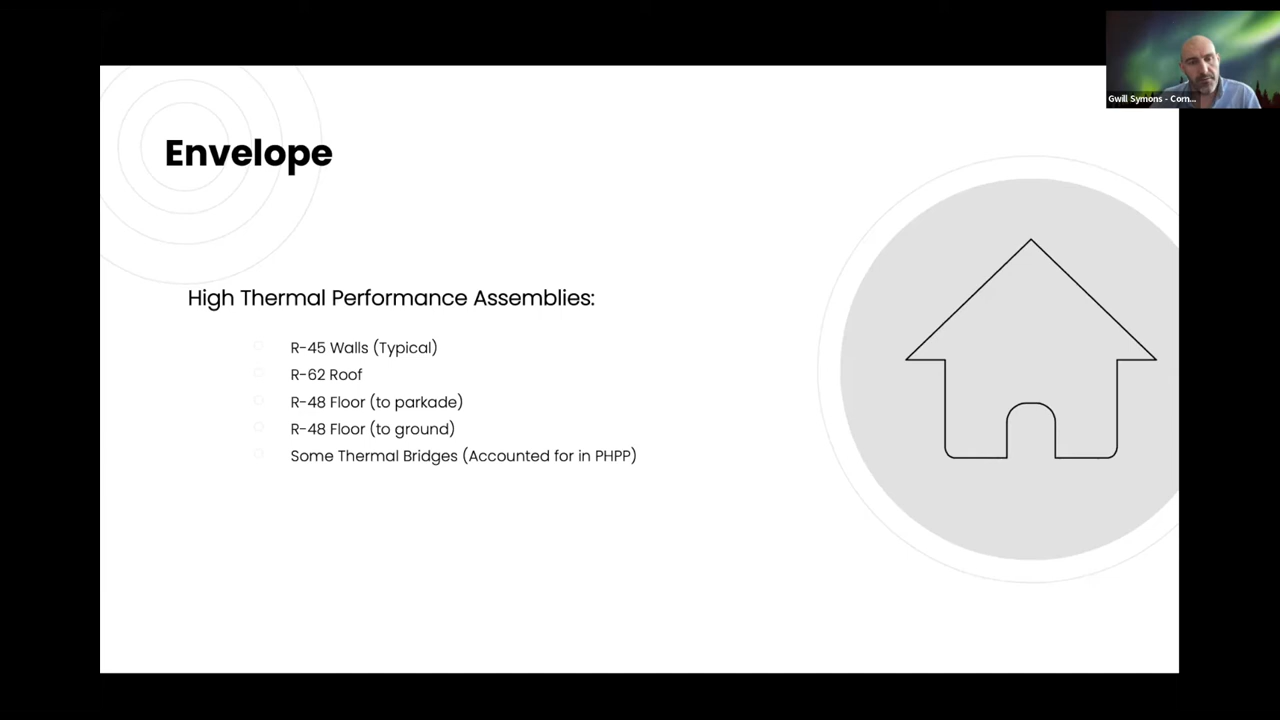 Gwill Symons - Corn...
Envelope
High Thermal Performance Assemblies:
R-45 Walls (Typical)
R-62 Roof
R-48 Floor (to parkade)
R-48 Floor (to ground)
Some Thermal Bridges (Accounted for in PHPP)